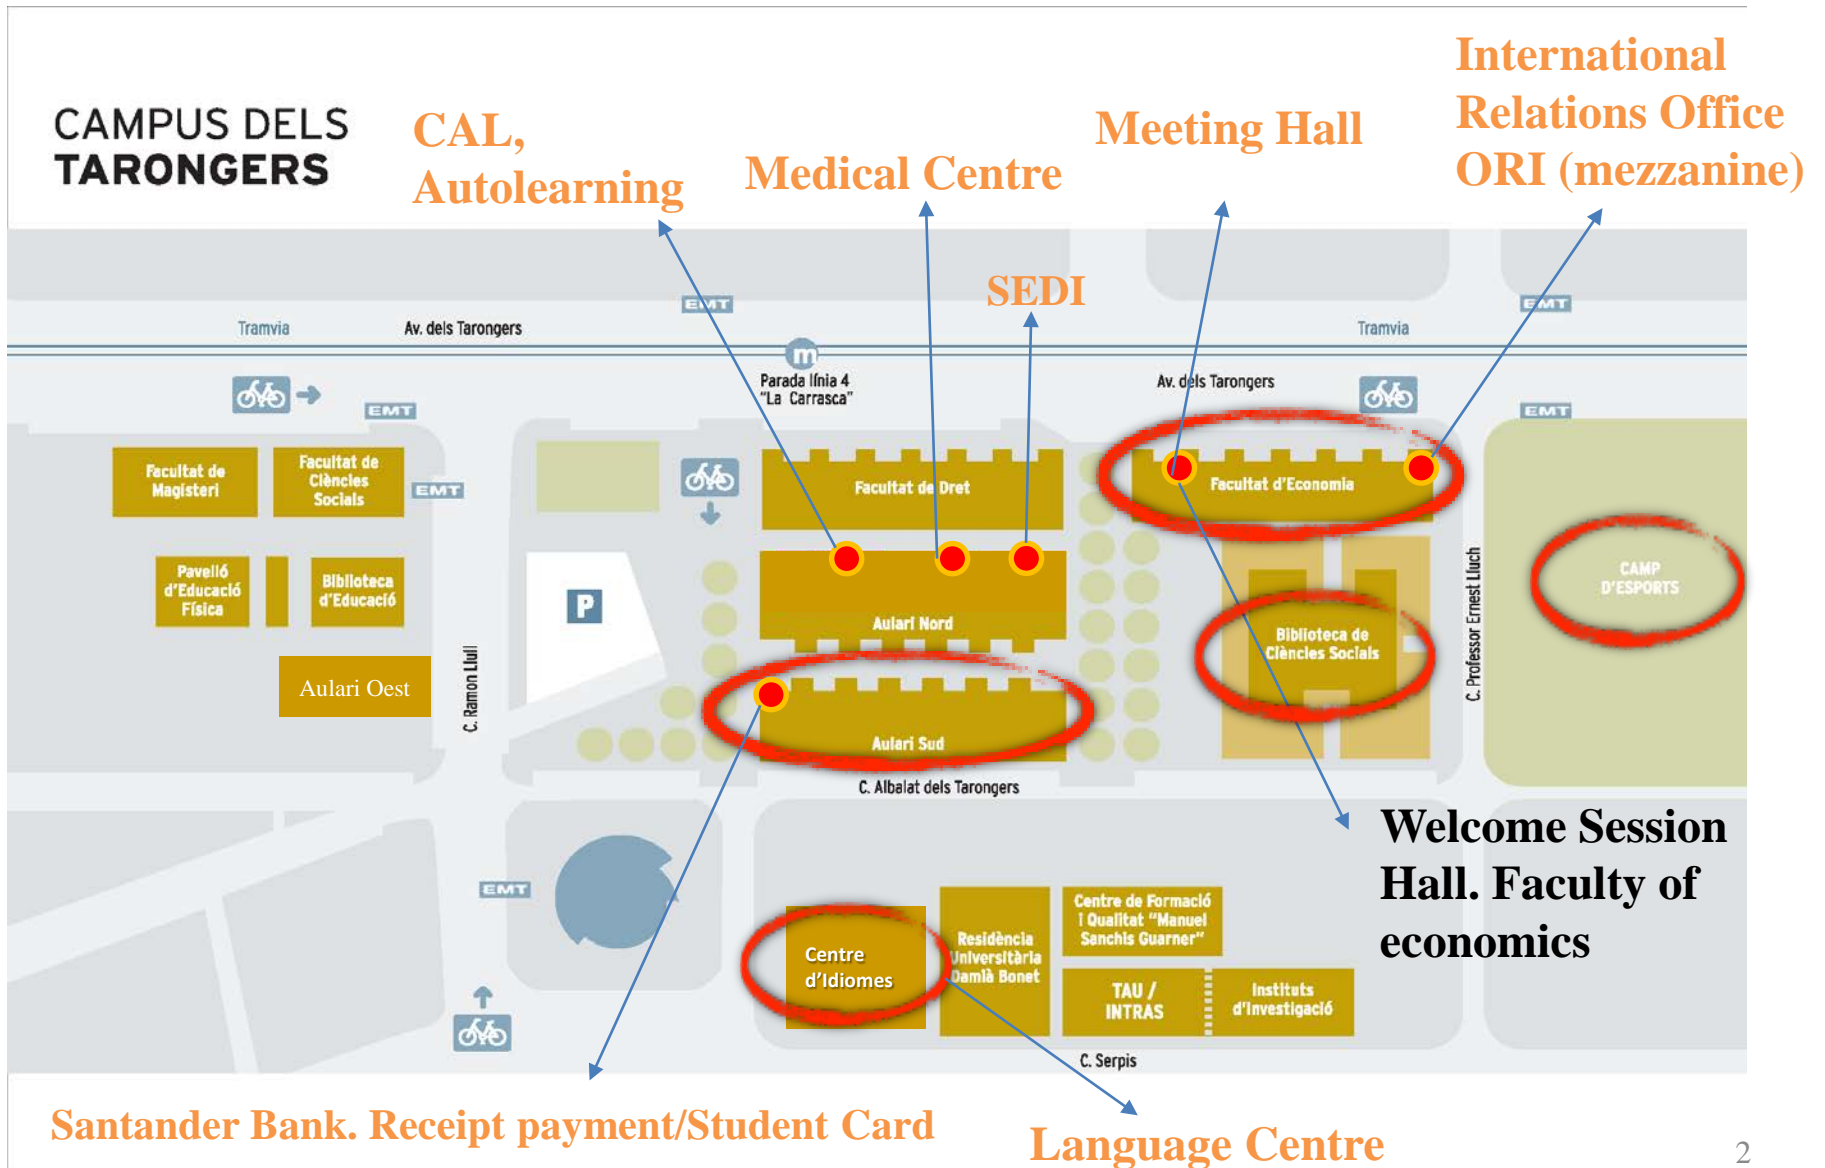 CAMPUS DELS
TARONGERS
CAL,
Autolearning
Medical Centre
Meeting Hall
International
Relations Office
ORI (mezzanine)
SEDI
EMT
EMT
Tramvia
Av. dels Tarongers
m
Parada línia 4
"La Carrasca"
Tramvia
Av. dels Tarongers
EMT
EMT
EMT
Facultat de
Magisteri
Facultat de
Ciències
Socials
Facultat de Dret
Facultat d'Economia
Pavelló
d'Educació
Física
Biblioteca
d'Educació
P
Aulari Nord
Biblioteca de
Ciències Socials
CAMP
D'ESPORTS
C. Professor Ernest Lluch
Aulari Oest
C. Ramon Llull
Aulari Sud
C. Albalat dels Tarongers
Welcome Session
Hall. Faculty of
economics
EMT
Centre
d'Idiomes
Residència
Universitària
Damià Bonet
Centre de Formació
i Qualitat "Manuel
Sanchis Guarner"
TAU /
INTRAS
Instituts
d'Investigació
C. Serpis
Santander Bank. Receipt payment/Student Card
Language Centre
2